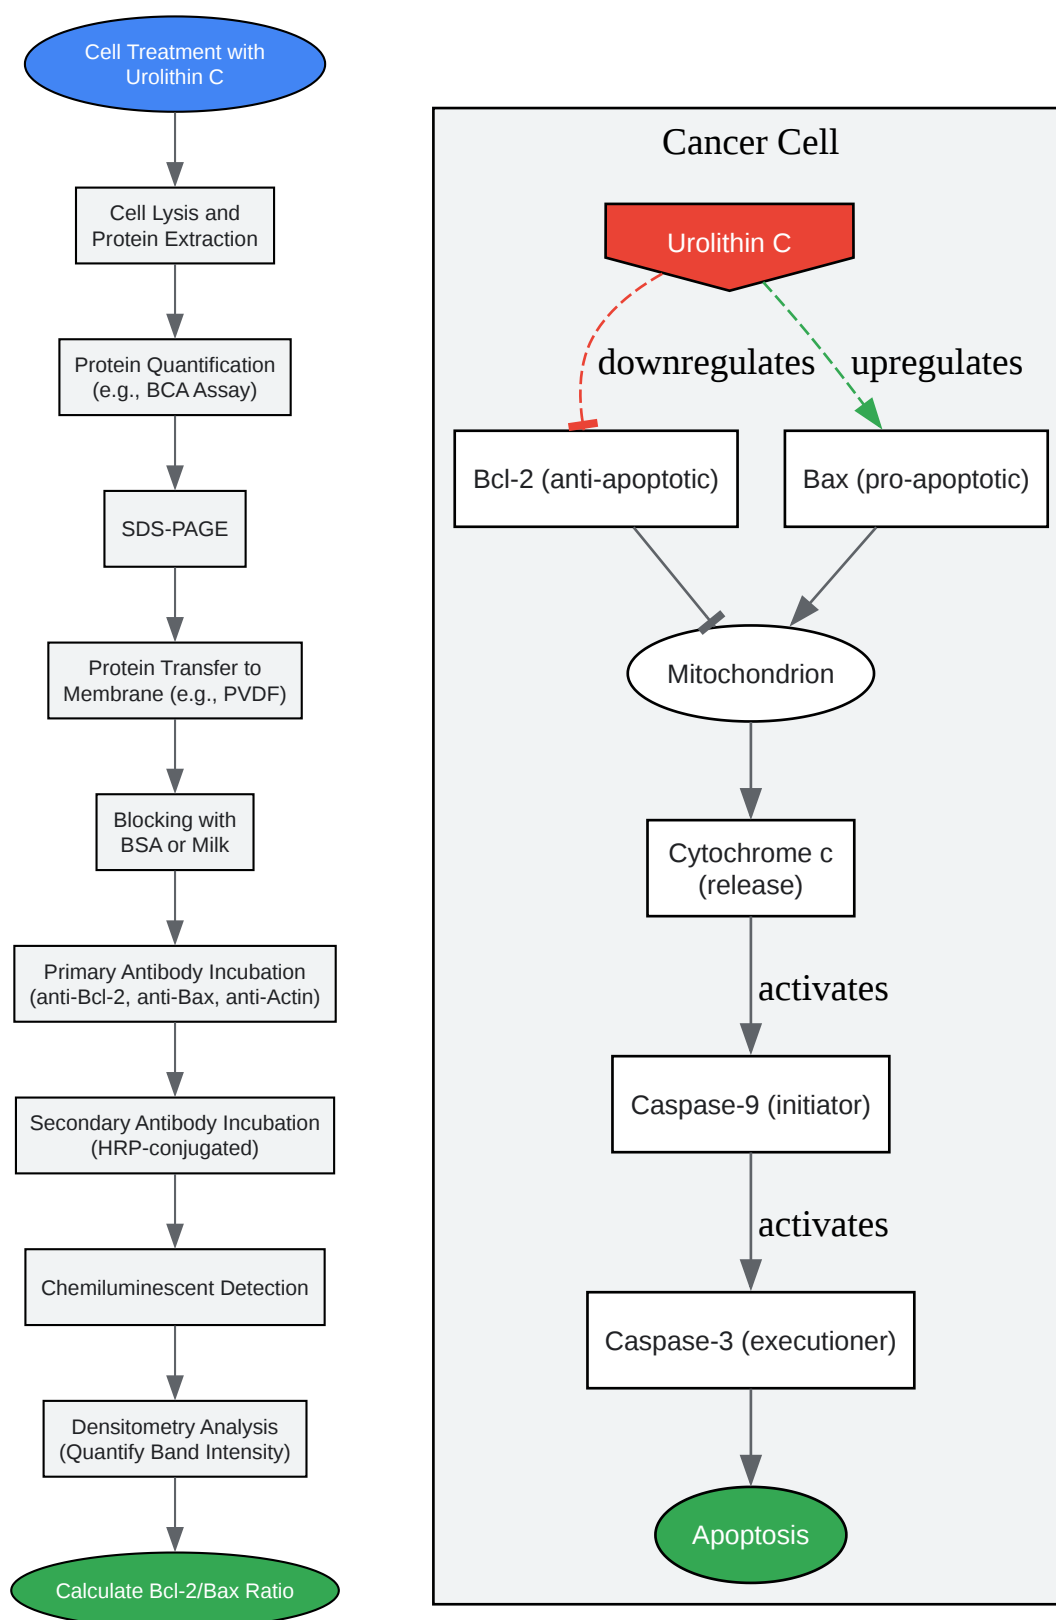 Cell Treatment with
Urolithin C
Cell Lysis and
Protein Extraction
Protein Quantification
(e.g., BCA Assay)
SDS-PAGE
Protein Transfer to
Membrane (e.g., PVDF)
Blocking with
BSA or Milk
Primary Antibody Incubation
(anti-Bcl-2, anti-Bax, anti-Actin)
Secondary Antibody Incubation
(HRP-conjugated)
Chemiluminescent Detection
Densitometry Analysis
(Quantify Band Intensity)
Calculate Bcl-2/Bax Ratio
Cancer Cell
Urolithin C
downregulates
upregulates
Bcl-2 (anti-apoptotic)
Bax (pro-apoptotic)
Mitochondrion
Cytochrome c
(release)
activates
Caspase-9 (initiator)
activates
Caspase-3 (executioner)
Apoptosis